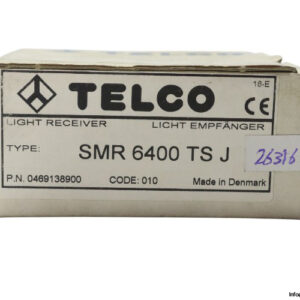 18-E
TELCO
CE
LIGHT RECEIVER LICHT EMPFÄNGER
TYPE: SMR 6400 TS J
26316
P.N. 0469138900 CODE: 010 Made in Denmark